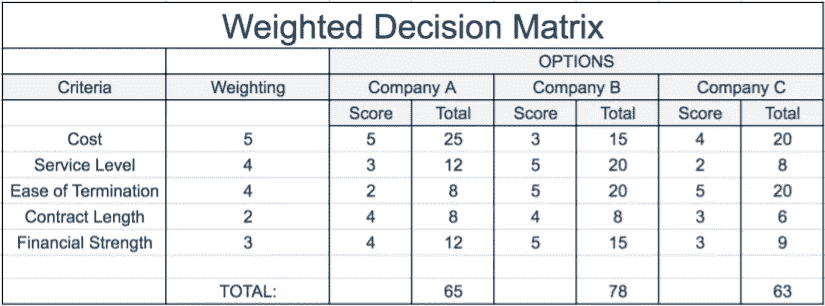 Weighted Decision Matrix
OPTIONS
Criteria Weighting Company A Company B Company C
Score Total Score Total Score Total
Cost 5 5 25 3 15 4 20
Service Level 4 3 12 5 20 2 8
Ease of Termination 4 2 8 5 20 5 20
Contract Length 2 4 8 4 8 3 6
Financial Strength 3 4 12 5 15 3 9
TOTAL: 65 78 63